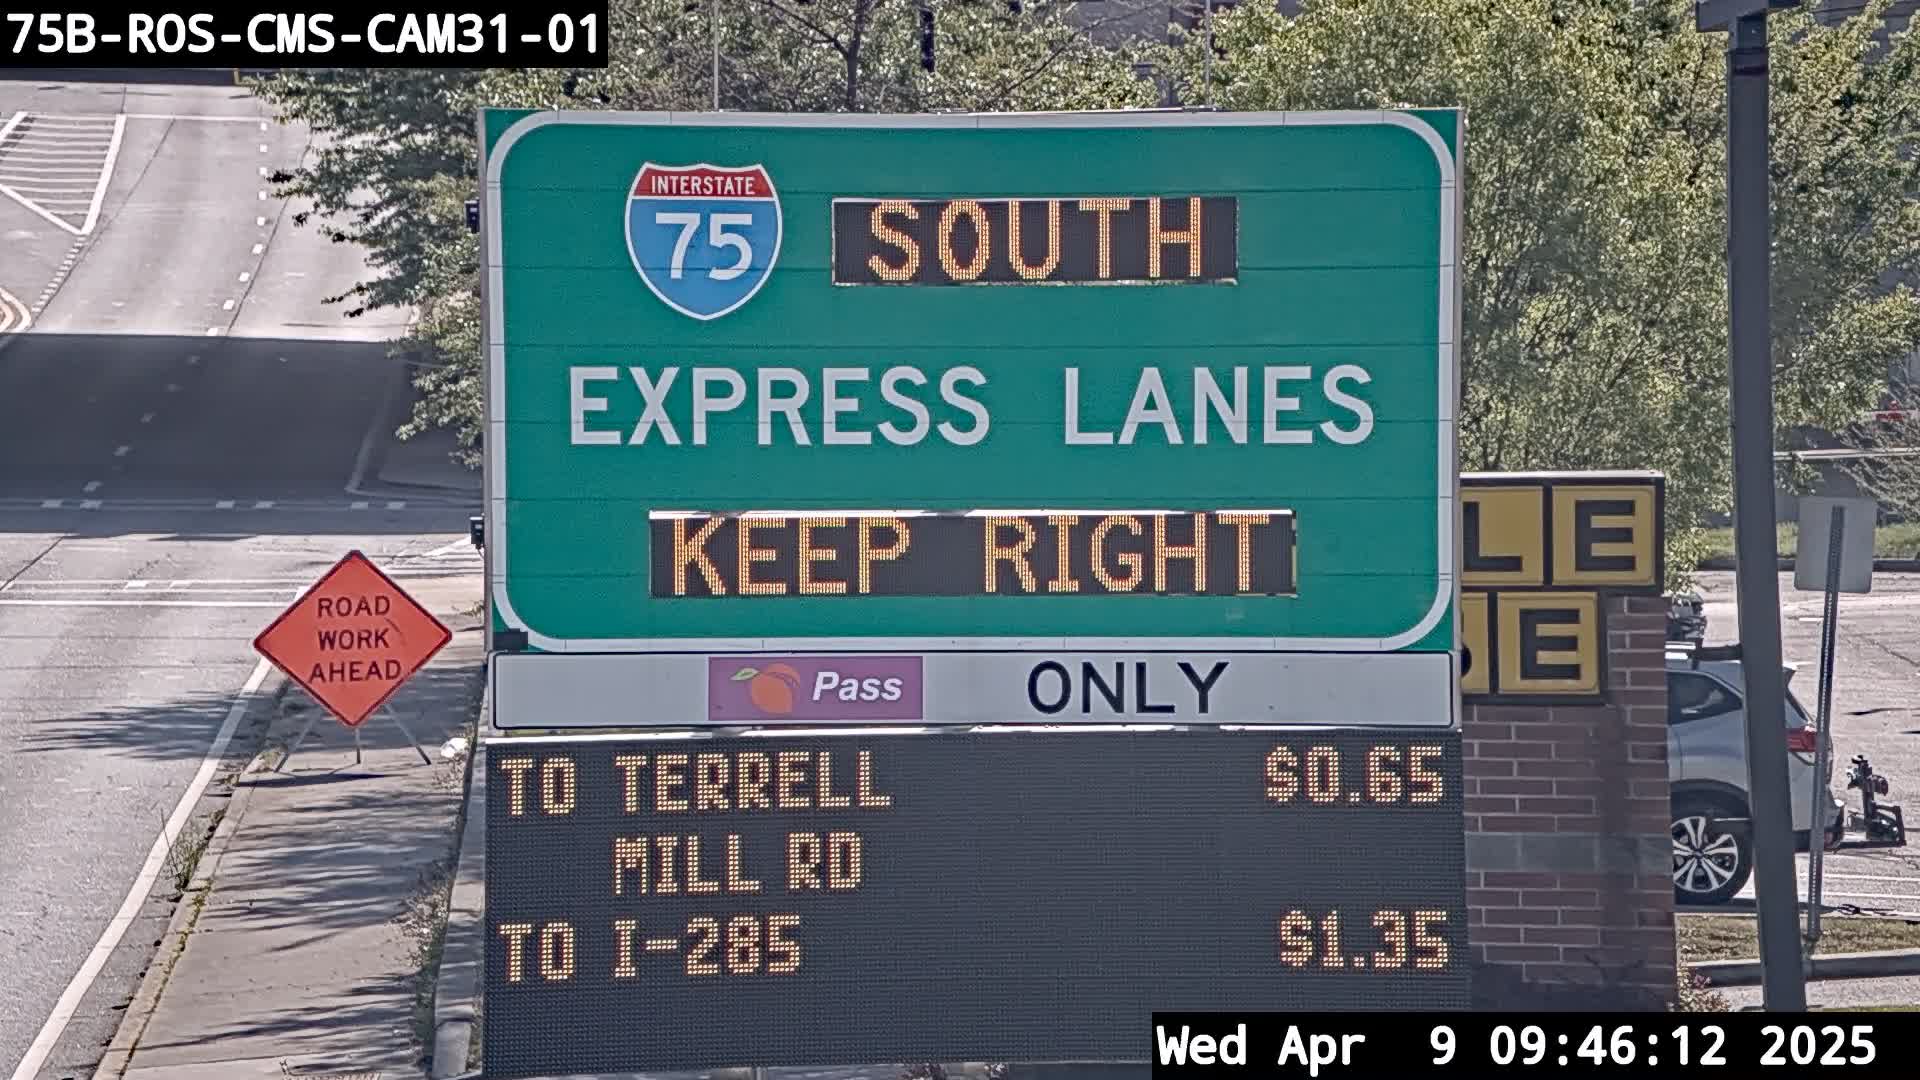 75B-ROS-CMS-CAM31-01
INTERSTATE
75
SOUTH
EXPRESS LANES
KEEP RIGHT
Pass ONLY
TO TERRELL $0.65
MILL RD
TO I-285 $1.35
ROAD
WORK
AHEAD
LE
E
Wed Apr 9 09:46:12 2025